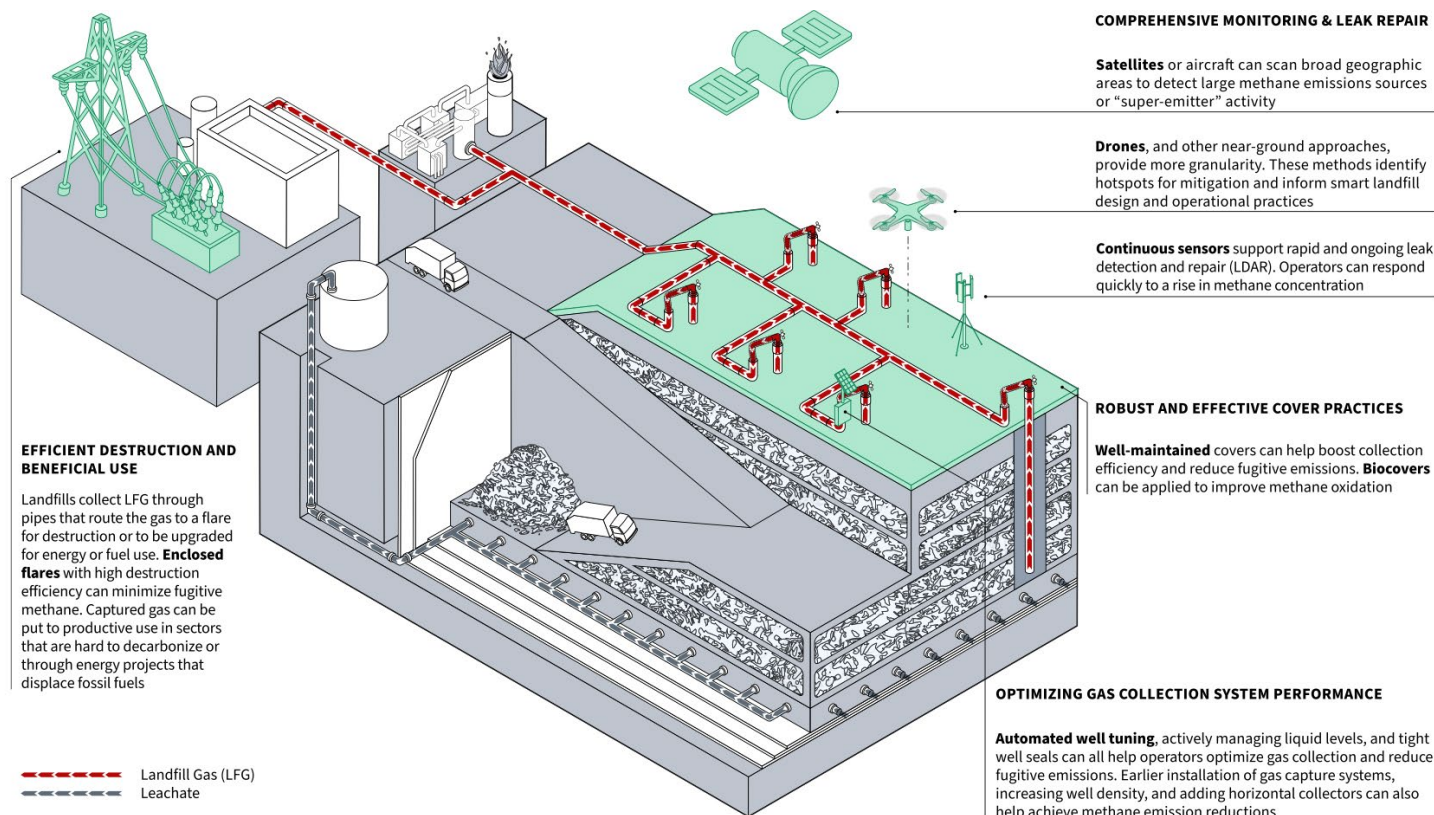 COMPREHENSIVE MONITORING & LEAK REPAIR
Satellites or aircraft can scan broad geographic
areas to detect large methane emissions sources
or “super-emitter” activity
Drones, and other near-ground approaches,
provide more granularity. These methods identify
hotspots for mitigation and inform smart landfill
design and operational practices
Continuous sensors support rapid and ongoing leak
detection and repair (LDAR). Operators can respond
quickly to a rise in methane concentration
ROBUST AND EFFECTIVE COVER PRACTICES
Well-maintained covers can help boost collection
efficiency and reduce fugitive emissions. Biocovers
can be applied to improve methane oxidation
EFFICIENT DESTRUCTION AND
BENEFICIAL USE
Landfills collect LFG through
pipes that route the gas to a flare
for destruction or to be upgraded
for energy or fuel use. Enclosed
flares with high destruction
efficiency can minimize fugitive
methane. Captured gas can be
put to productive use in sectors
that are hard to decarbonize or
through energy projects that
displace fossil fuels
OPTIMIZING GAS COLLECTION SYSTEM PERFORMANCE
Automated well tuning, actively managing liquid levels, and tight
well seals can all help operators optimize gas collection and reduce
fugitive emissions. Earlier installation of gas capture systems,
increasing well density, and adding horizontal collectors can also
help achieve methane emission reductions
Landfill Gas (LFG)
Leachate